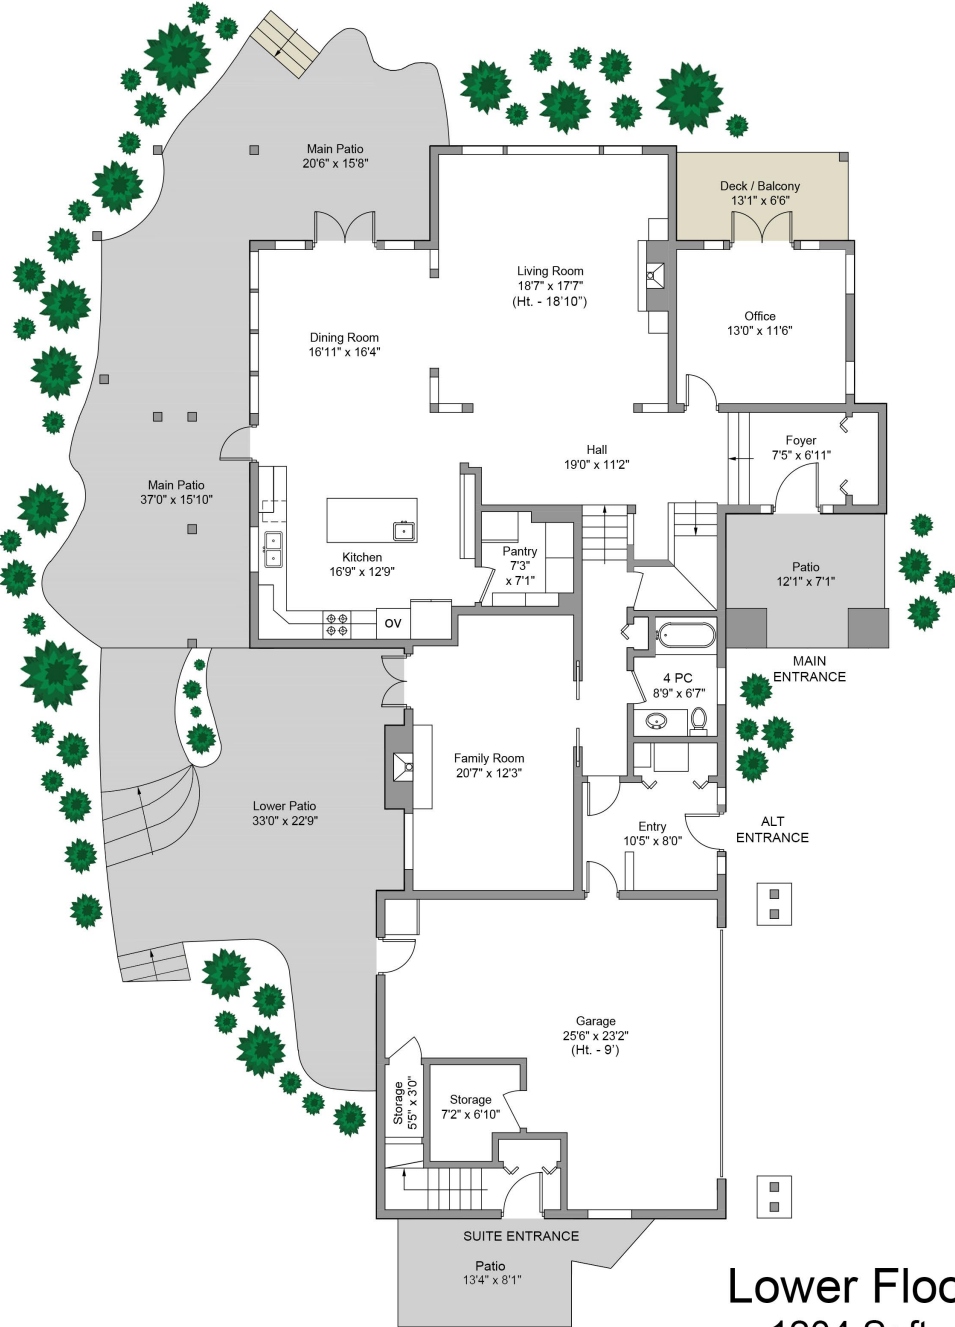 Main Patio
20'6" x 15'8"
Deck / Balcony
13'1" x 6'6"
Living Room
18'7" x 17'7"
(Ht. - 18'10")
Office
13'0" x 11'6"
Dining Room
16'11" x 16'4"
Foyer
7'5" x 6'11"
Hall
19'0" x 11'2"
Main Patio
37'0" x 15'10"
Kitchen
16'9" x 12'9"
Pantry
7'3"
x 7'1"
Patio
12'1" x 7'1"
OV
MAIN
ENTRANCE
4 PC
8'9" x 6'7"
Family Room
20'7" x 12'3"
Lower Patio
33'0" x 22'9"
Entry
10'5" x 8'0"
ALT
ENTRANCE
Garage
25'6" x 23'2"
(Ht. - 9')
Storage
5'5" x 3'0"
Storage
7'2" x 6'10"
SUITE ENTRANCE
Patio
13'4" x 8'1"
Lower Floo